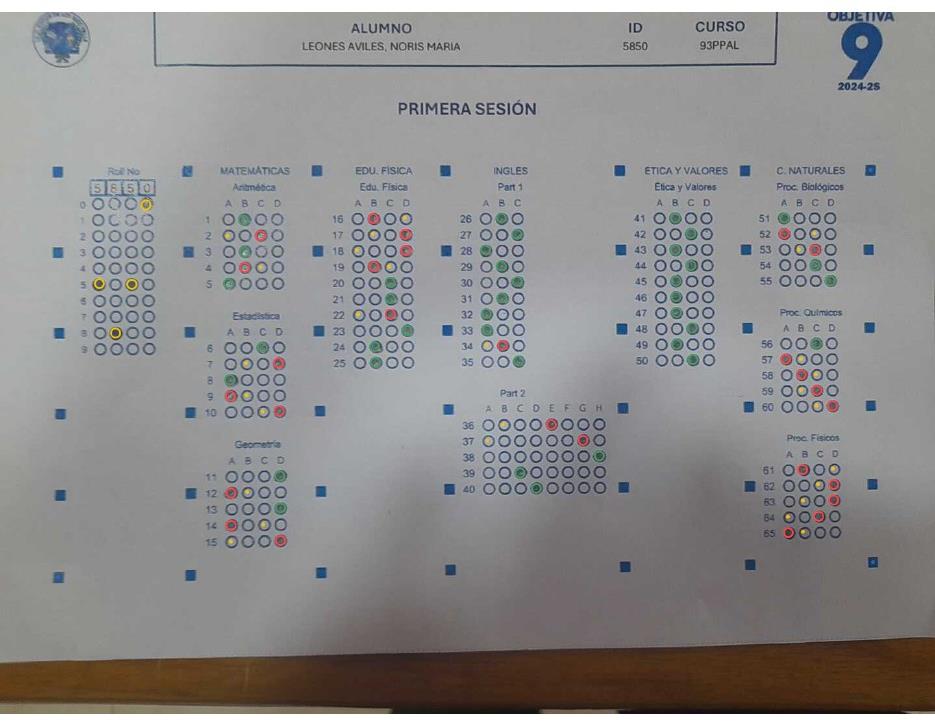 ALUMNO
LEONES AVILES, NORIS MARIA
ID
5850
CURSO
93PPAL
OBJETIVA
9
2024-25
PRIMERA SESIÓN
Roll No
5 8 5 0
0
1
2
3
4
5
6
7
8
9
MATEMÁTICAS
Aritmética
A B C D
1
2
3
4
5
Estadística
A B C D
6
7
8
9
10
Geometría
A B C D
11
12
13
14
15
EDU. FÍSICA
Edu. Física
A B C D
16
17
18
19
20
21
22
23
24
25
INGLES
Part 1
A B C
26
27
28
29
30
31
32
33
34
35
Part 2
A B C D E F G H
36
37
38
39
40
ÉTICA Y VALORES
Ética y Valores
A B C D
41
42
43
44
45
46
47
48
49
50
C. NATURALES
Proc. Biológicos
A B C D
51
52
53
54
55
Proc. Químicos
A B C D
56
57
58
59
60
Proc. Físicos
A B C D
61
62
63
64
65